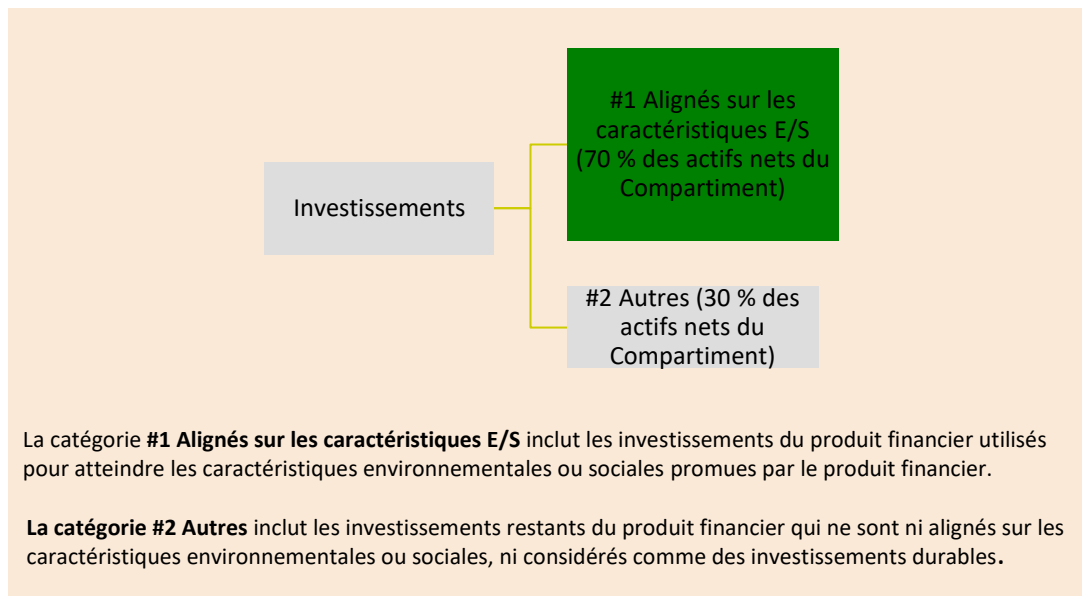 #1 Alignés sur les
caractéristiques E/S
(70 % des actifs nets du
Compartiment)
Investissements
#2 Autres (30 % des
actifs nets du
Compartiment)
La catégorie #1 Alignés sur les caractéristiques E/S inclut les investissements du produit financier utilisés
pour atteindre les caractéristiques environnementales ou sociales promues par le produit financier.
La catégorie #2 Autres inclut les investissements restants du produit financier qui ne sont ni alignés sur les
caractéristiques environnementales ou sociales, ni considérés comme des investissements durables.